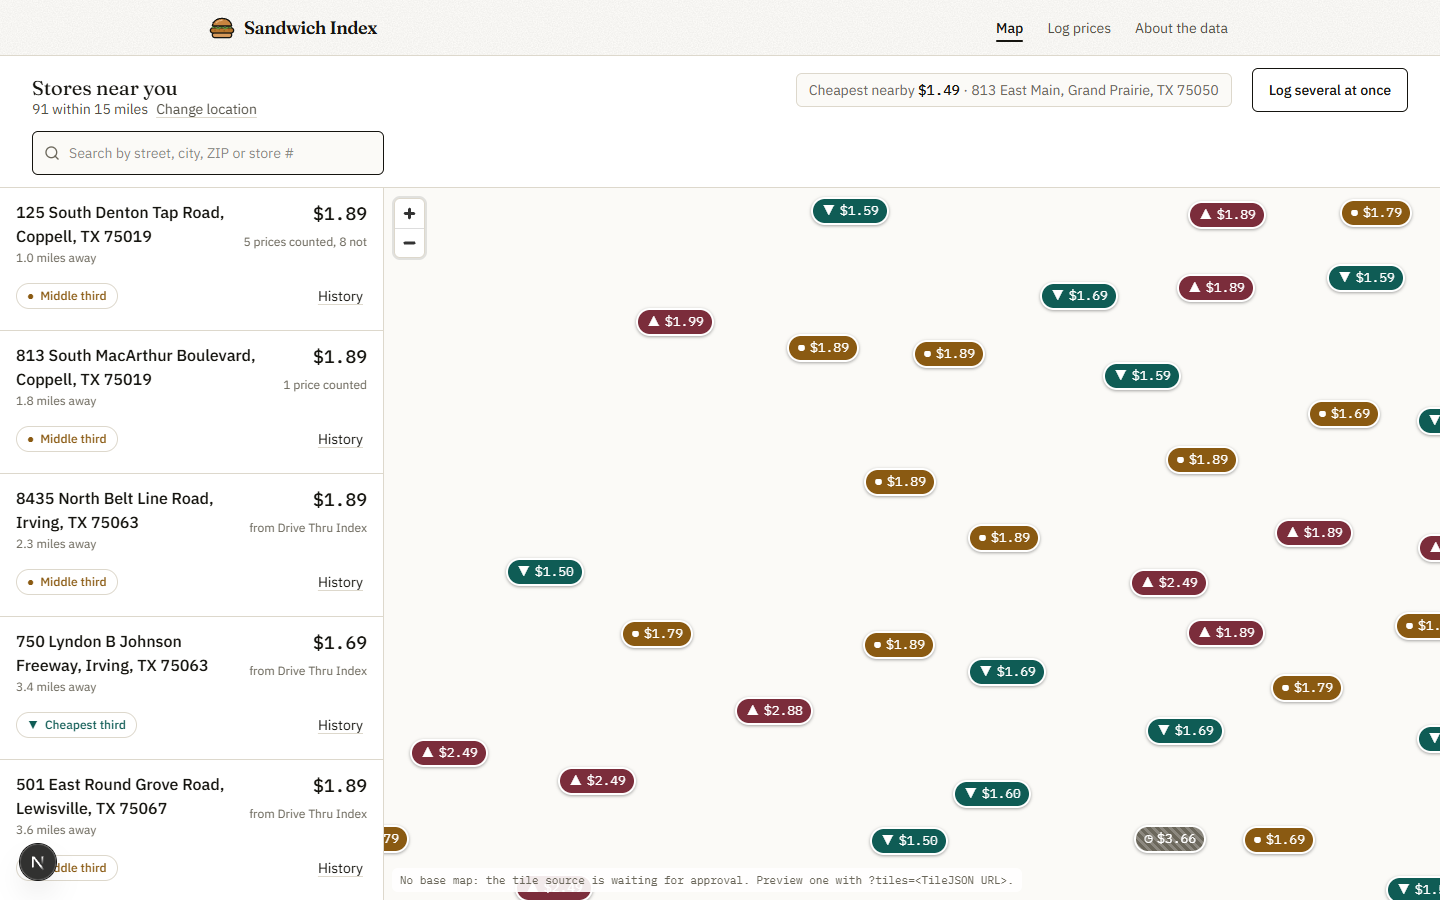 Sandwich Index
Map
Log prices
About the data
Stores near you
91 within 15 miles Change location
Cheapest nearby $1.49 · 813 East Main, Grand Prairie, TX 75050
Log several at once
Search by street, city, ZIP or store #
125 South Denton Tap Road,
Coppell, TX 75019
1.0 miles away
$1.89
5 prices counted, 8 not
Middle third
History
813 South MacArthur Boulevard,
Coppell, TX 75019
1.8 miles away
$1.89
1 price counted
Middle third
History
8435 North Belt Line Road,
Irving, TX 75063
2.3 miles away
$1.89
from Drive Thru Index
Middle third
History
750 Lyndon B Johnson
Freeway, Irving, TX 75063
3.4 miles away
$1.69
from Drive Thru Index
▼ Cheapest third
History
501 East Round Grove Road,
Lewisville, TX 75067
3.6 miles away
$1.89
from Drive Thru Index
third
History
N
+
−
▼ $1.59
▲ $1.89
$1.79
▼ $1.59
▲ $1.89
▼ $1.69
▲ $1.99
$1.89
$1.89
▼ $1.59
$1.69
$1.89
$1.89
▲ $1.89
$1.89
▼ $1.50
▲ $2.49
$1.
$1.79
▲ $1.89
$1.89
▼ $1.69
$1.79
▲ $2.88
▼ $1.69
▲ $2.49
▲ $2.49
▼ $1.60
79
▼ $1.50
$3.66
$1.69
No base map: the tile source is waiting for approval. Preview one with ?tiles=<TileJSON URL>.
▼ $1.